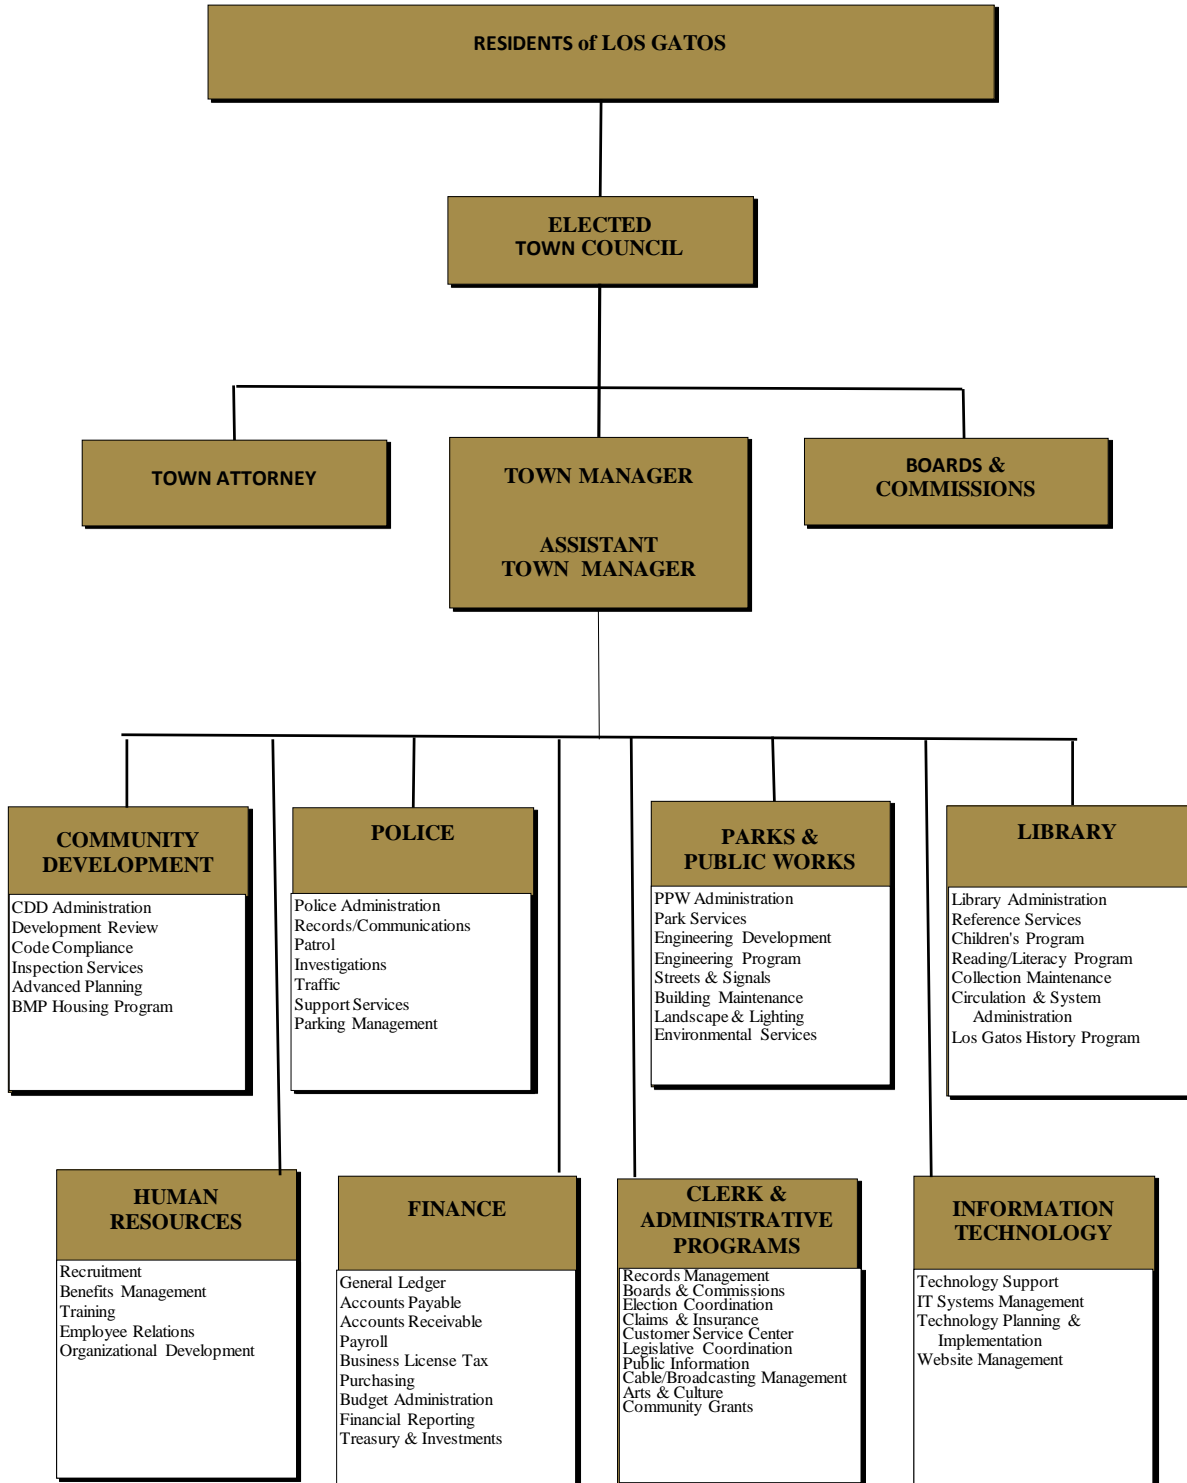 RESIDENTS of LOS GATOS
ELECTED
TOWN COUNCIL
TOWN ATTORNEY
TOWN MANAGER
ASSISTANT
TOWN MANAGER
BOARDS &
COMMISSIONS
COMMUNITY
DEVELOPMENT
CDD Administration
Development Review
Code Compliance
Inspection Services
Advanced Planning
BMP Housing Program
POLICE
Police Administration
Records/Communications
Patrol
Investigations
Traffic
Support Services
Parking Management
PARKS &
PUBLIC WORKS
PPW Administration
Park Services
Engineering Development
Engineering Program
Streets & Signals
Building Maintenance
Landscape & Lighting
Environmental Services
LIBRARY
Library Administration
Reference Services
Children's Program
Reading/Literacy Program
Collection Maintenance
Circulation & System
Administration
Los Gatos History Program
HUMAN
RESOURCES
Recruitment
Benefits Management
Training
Employee Relations
Organizational Development
FINANCE
General Ledger
Accounts Payable
Accounts Receivable
Payroll
Business License Tax
Purchasing
Budget Administration
Financial Reporting
Treasury & Investments
CLERK &
ADMINISTRATIVE
PROGRAMS
Records Management
Boards & Commissions
Election Coordination
Claims & Insurance
Customer Service Center
Legislative Coordination
Public Information
Cable/Broadcasting Management
Arts & Culture
Community Grants
INFORMATION
TECHNOLOGY
Technology Support
IT Systems Management
Technology Planning &
Implementation
Website Management